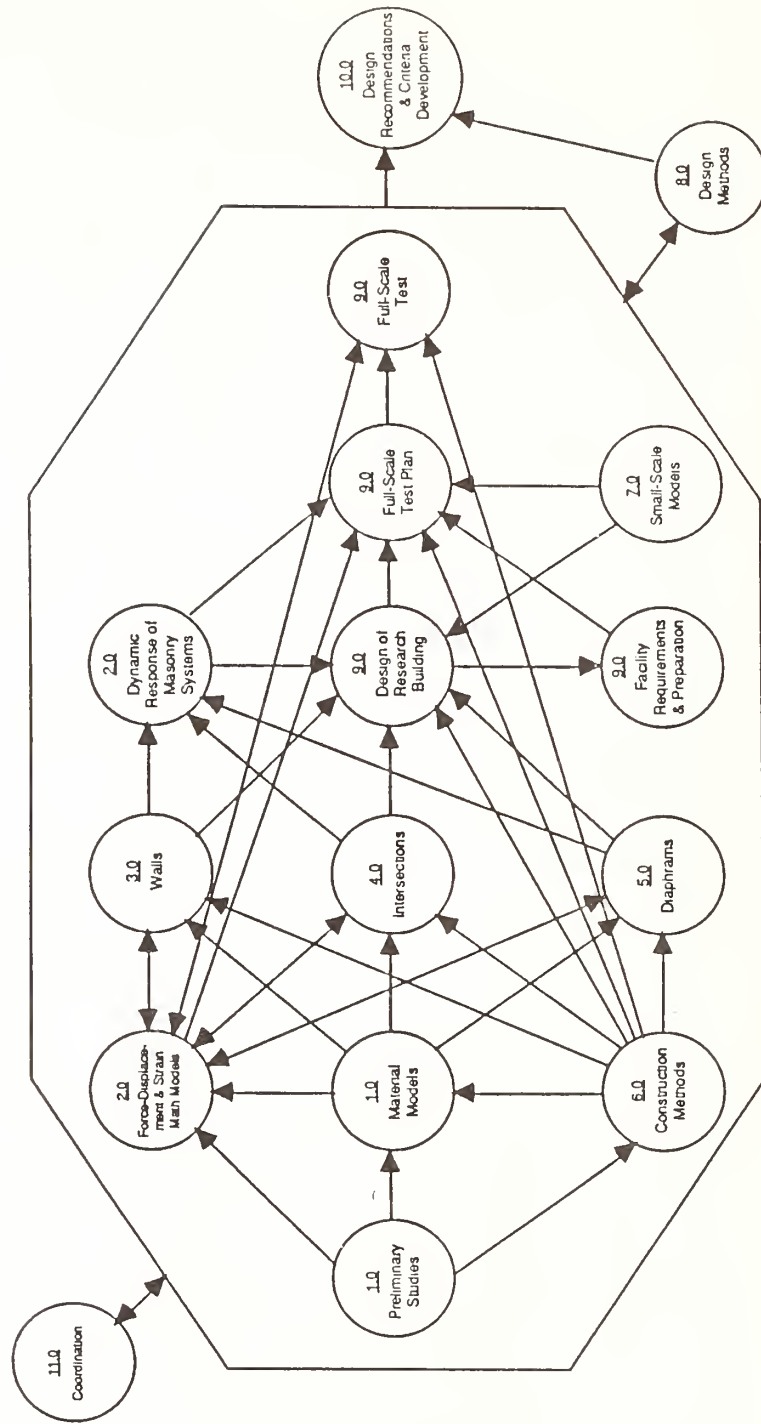 11.0
Coordination
2.0
Force-Displace-
ment & Strain
Math Models
3.0
Walls
2.0
Dynamic
Response of
Masonry
Systems
1.0
Preliminary
Studies
1.0
Material
Models
4.0
Intersections
9.0
Design of
Research
Building
9.0
Full-Scale
Test Plan
9.0
Full-Scale
Test
6.0
Construction
Methods
5.0
Diaphrams
9.0
Facility
Requirements
& Preparation
7.0
Small-Scale
Models
10.0
Design
Recommendations
& Criteria
Development
8.0
Design
Methods